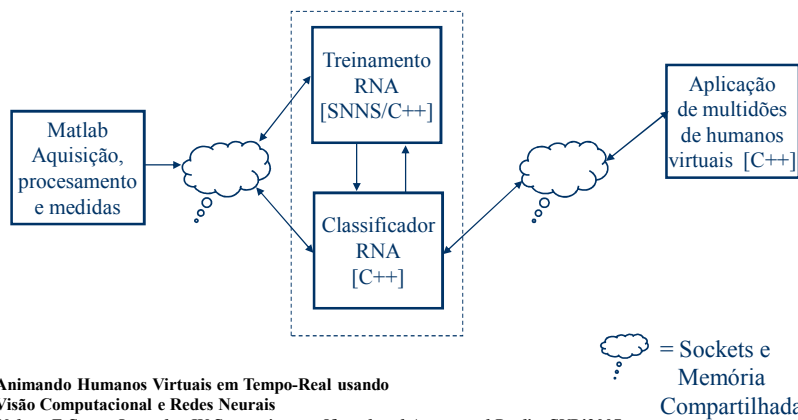 Matlab
Aquisição,
procesamento
e medidas
Treinamento
RNA
[SNNS/C++]
Classificador
RNA
[C++]
Aplicação
de multidões
de humanos
virtuais [C++]
= Sockets e
Memória
Compartilhada
Animando Humanos Virtuais em Tempo-Real usando
Visão Computacional e Redes Neurais